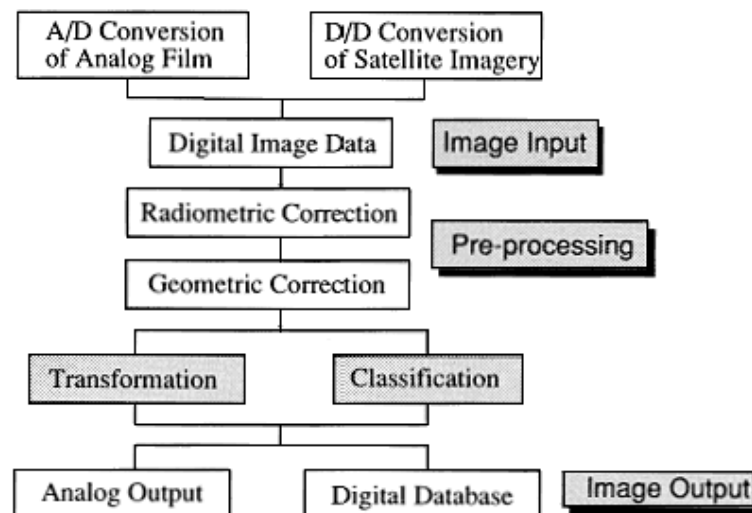 A/D Conversion
of Analog Film
D/D Conversion
of Satellite Imagery
Digital Image Data
Image Input
Radiometric Correction
Pre-processing
Geometric Correction
Transformation
Classification
Analog Output
Digital Database
Image Output